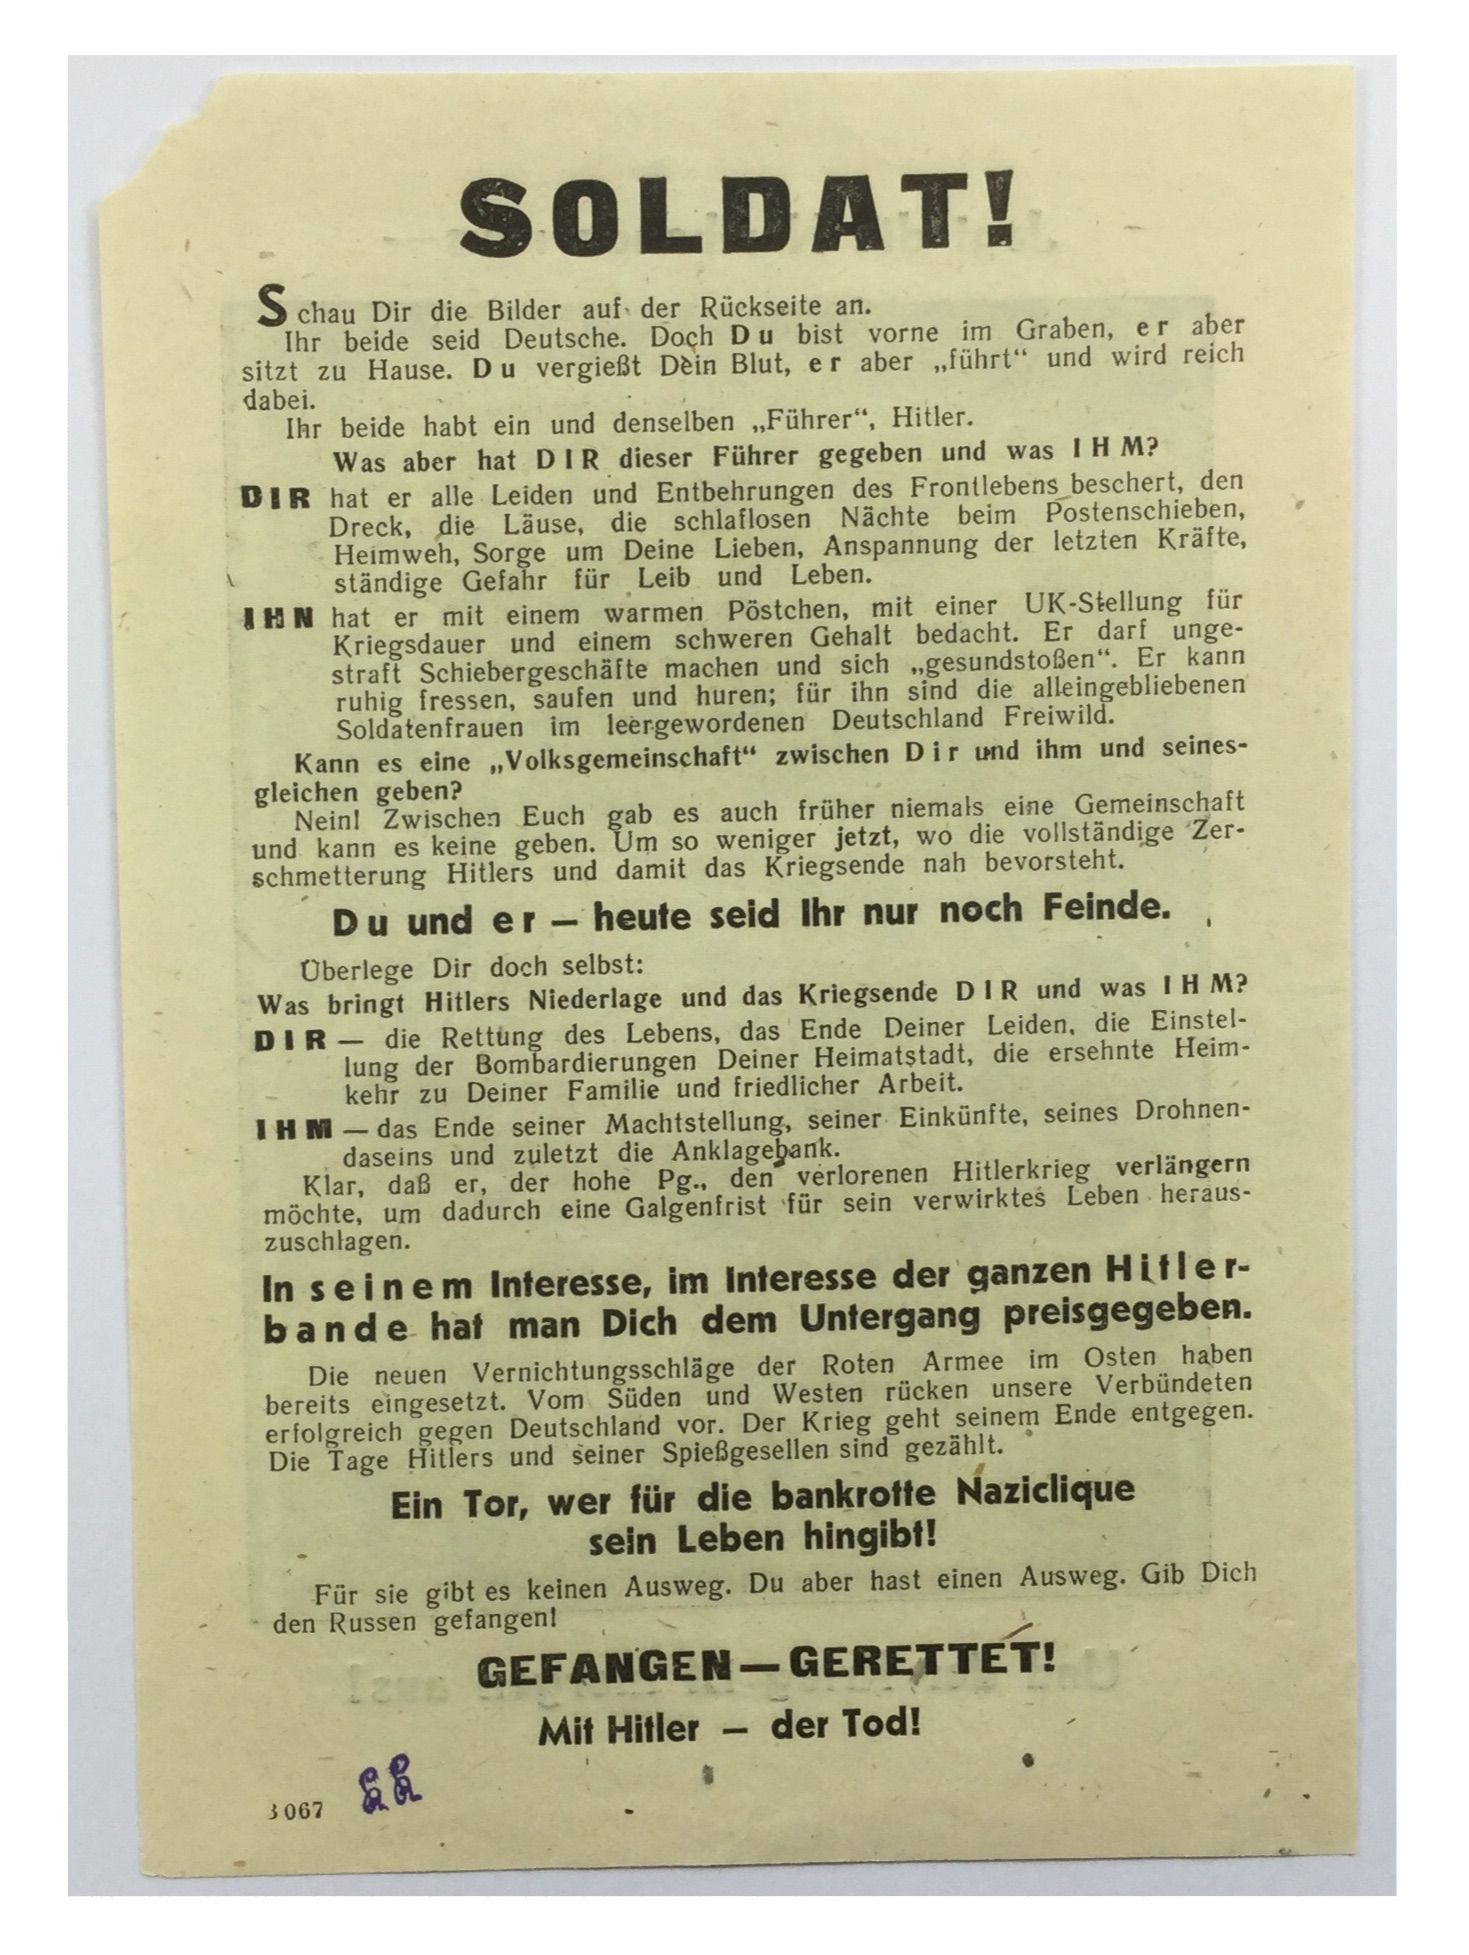 SOLDAT!
Schau Dir die Bilder auf der Rückseite an.
Ihr beide seid Deutsche. Doch Du bist vorne im Graben, er aber
sitzt zu Hause. Du vergießt Dein Blut, er aber „führt“ und wird reich
dabei.
Ihr beide habt ein und denselben „Führer“, Hitler.
Was aber hat DIR dieser Führer gegeben und was IHM?
DIR hat er alle Leiden und Entbehrungen des Frontlebens beschert, den
Dreck, die Läuse, die schlaflosen Nächte beim Postenschieben,
Heimweh, Sorge um Deine Lieben, Anspannung der letzten Kräfte,
ständige Gefahr für Leib und Leben.
IHN hat er mit einem warmen Pöstchen, mit einer UK-Stellung für
Kriegsdauer und einem schweren Gehalt bedacht. Er darf unge-
straft Schiebergeschäfte machen und sich „gesundstoßen“. Er kann
ruhig fressen, saufen und huren; für ihn sind die alleingebliebenen
Soldatenfrauen im leergewordenen Deutschland Freiwild.
Kann es eine „Volksgemeinschaft“ zwischen Dir und ihm und seines-
gleichen geben?
Nein! Zwischen Euch gab es auch früher niemals eine Gemeinschaft
und kann es keine geben. Um so weniger jetzt, wo die vollständige Zer-
schmetterung Hitlers und damit das Kriegsende nah bevorsteht.
Du und er — heute seid Ihr nur noch Feinde.
Überlege Dir doch selbst:
Was bringt Hitlers Niederlage und das Kriegsende DIR und was IHM?
DIR — die Rettung des Lebens, das Ende Deiner Leiden, die Einstel-
lung der Bombardierungen Deiner Heimatstadt, die ersehnte Heim-
kehr zu Deiner Familie und friedlicher Arbeit.
IHM — das Ende seiner Machtstellung, seiner Einkünfte, seines Drohnen-
daseins und zuletzt die Anklagebank.
Klar, daß er, der hohe Pg., den verlorenen Hitlerkrieg verlängern
möchte, um dadurch eine Galgenfrist für sein verwirktes Leben heraus-
zuschlagen.
In seinem Interesse, im Interesse der ganzen Hitler-
bande hat man Dich dem Untergang preisgegeben.
Die neuen Vernichtungsschläge der Roten Armee im Osten haben
bereits eingesetzt. Vom Süden und Westen rücken unsere Verbündeten
erfolgreich gegen Deutschland vor. Der Krieg geht seinem Ende entgegen.
Die Tage Hitlers und seiner Spießgesellen sind gezählt.
Ein Tor, wer für die bankrotte Naziclique
sein Leben hingibt!
Für sie gibt es keinen Ausweg. Du aber hast einen Ausweg. Gib Dich
den Russen gefangen!
GEFANGEN — GERETTET!
Mit Hitler — der Tod!
3067